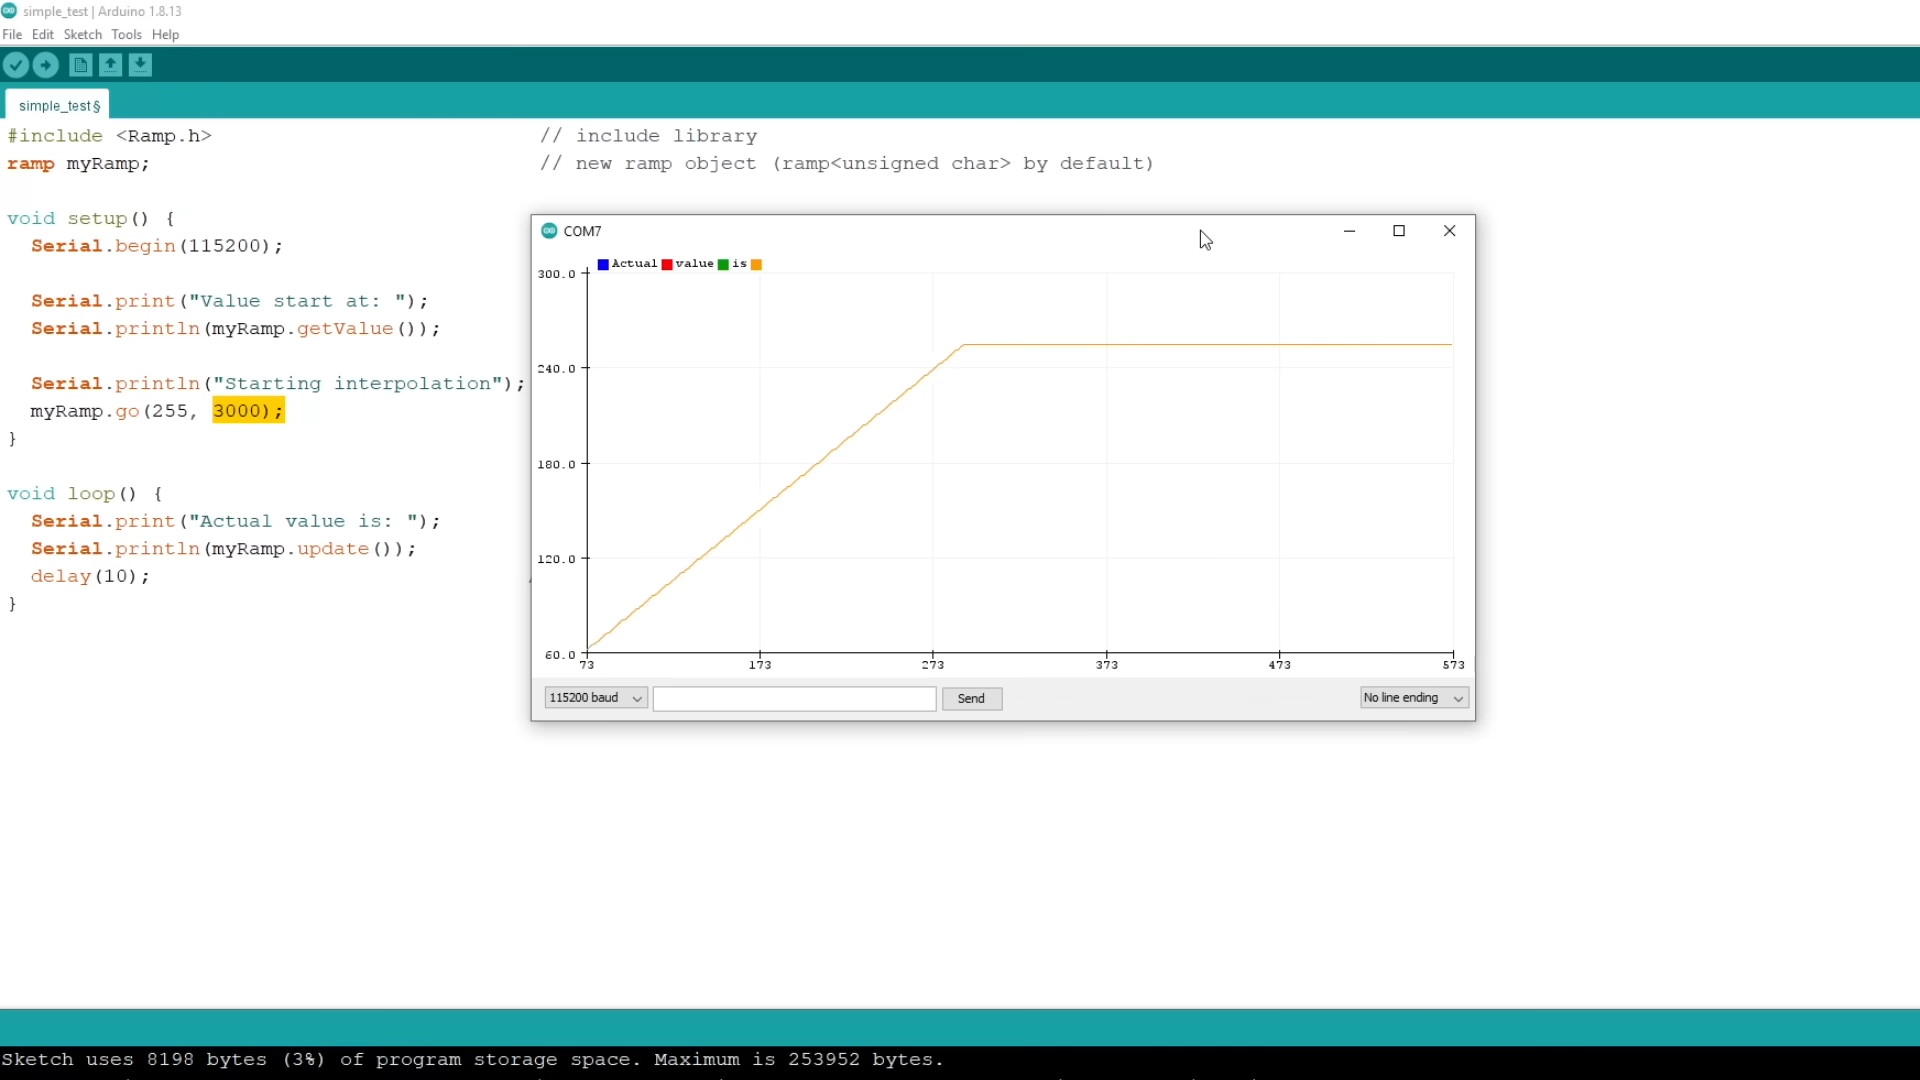 simple_test | Arduino 1.8.13
File Edit Sketch Tools Help
simple_test§
#include <Ramp.h> // include library
ramp myRamp; // new ramp object (ramp<unsigned char> by default)
void setup() {
Serial.begin(115200);
Serial.print("Value start at: ");
Serial.println(myRamp.getValue());
Serial.println("Starting interpolation");
myRamp.go(255, 3000);
}
void loop() {
Serial.print("Actual value is: ");
Serial.println(myRamp.update());
delay(10);
}
COM7
Actual value is
300.0
240.0
180.0
120.0
60.0
73 173 273 373 473 573
115200 baud Send No line ending
Sketch uses 8198 bytes (3%) of program storage space. Maximum is 253952 bytes.